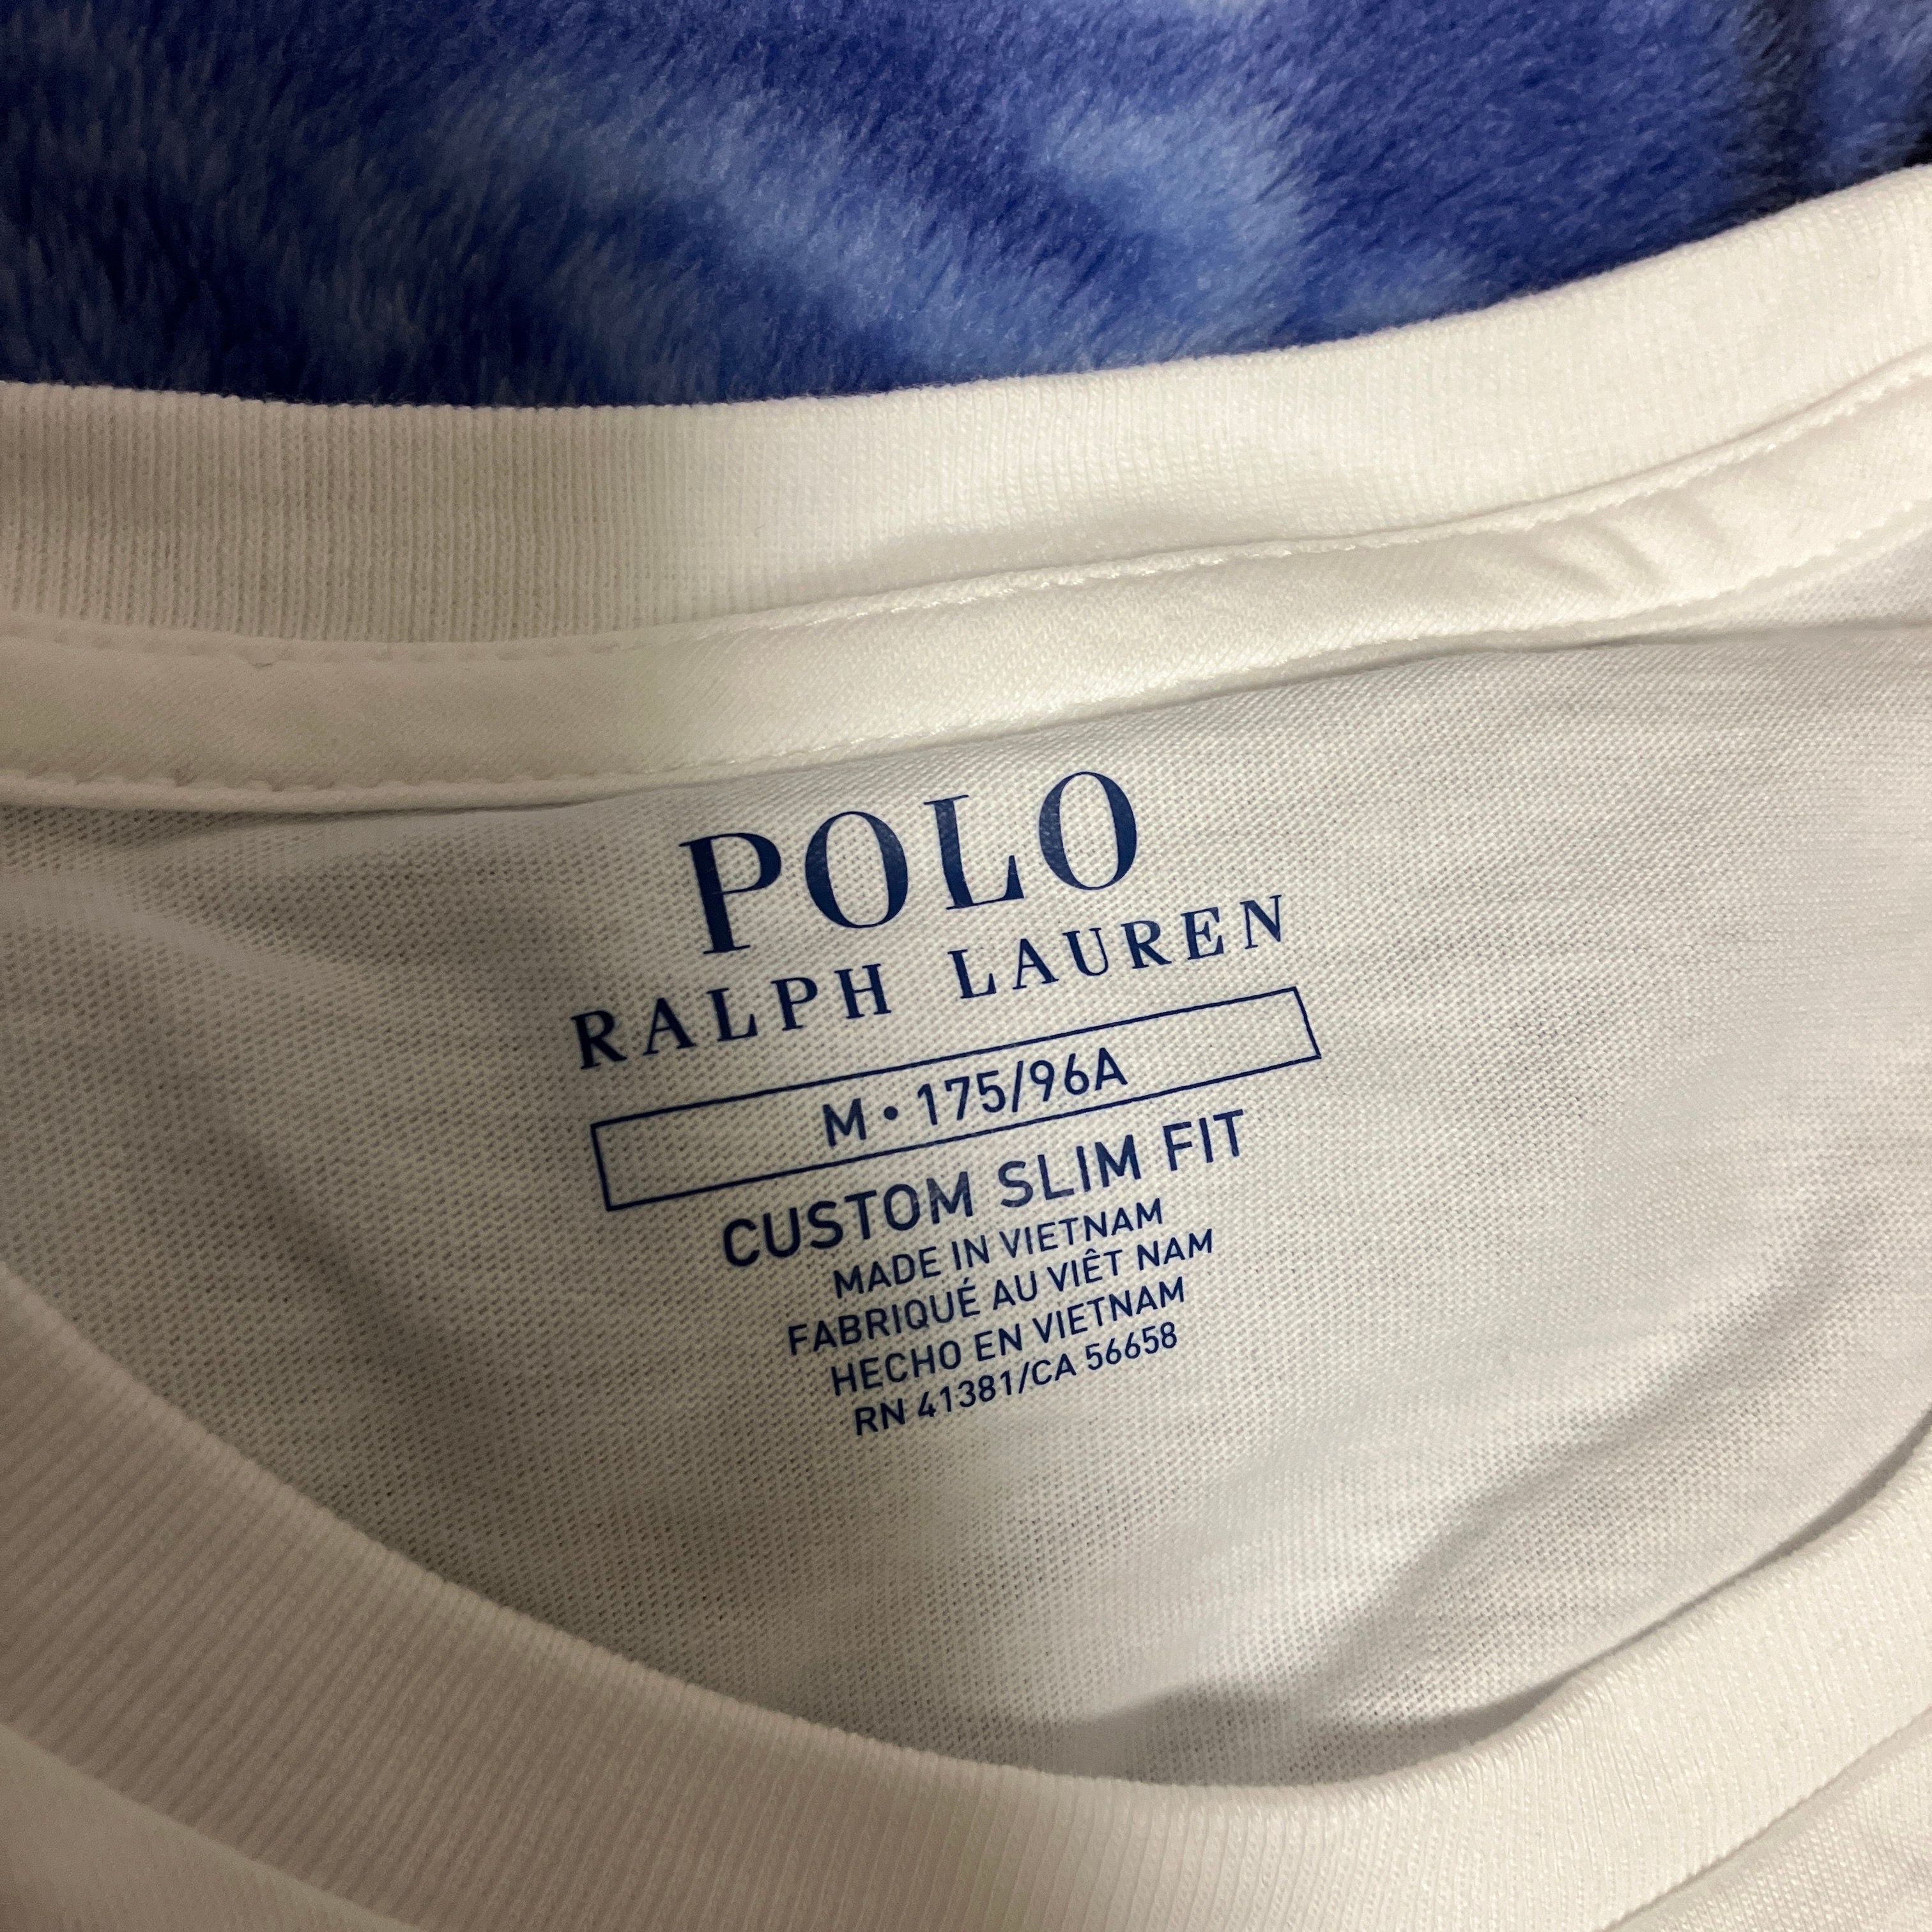 POLO
RALPH LAUREN
M • 175/96A
CUSTOM SLIM FIT
MADE IN VIETNAM
FABRIQUÉ AU VIÊT NAM
HECHO EN VIETNAM
RN 41381/CA 56658